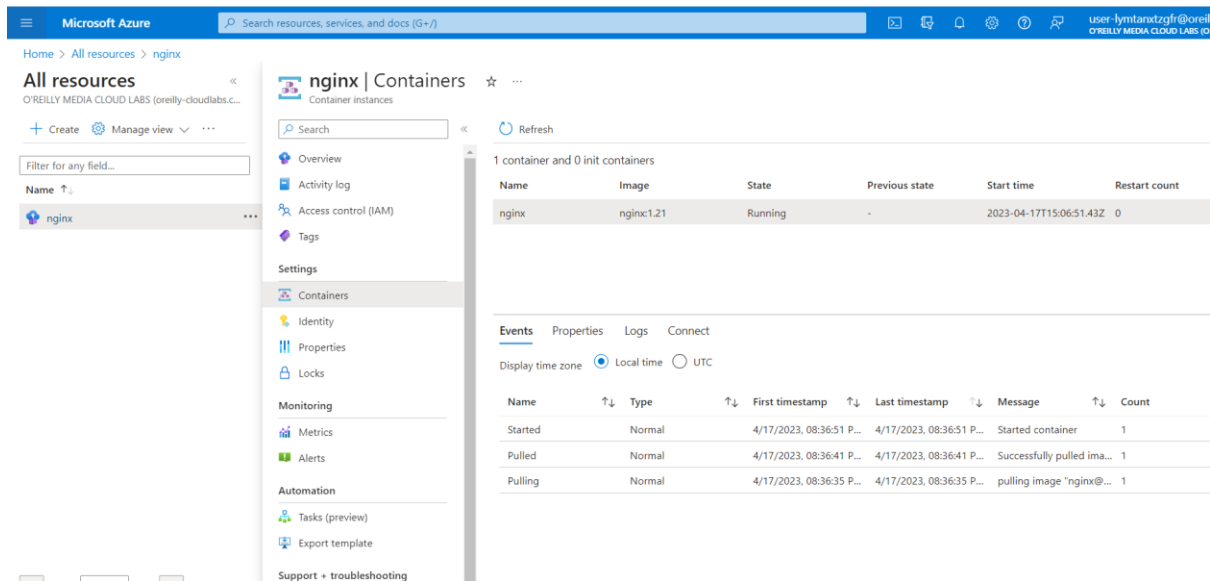 Microsoft Azure
Search resources, services, and docs (G+/)
user-lymtanxtzgfr@oreil
O'REILLY MEDIA CLOUD LABS (O
Home > All resources > nginx
All resources
O'REILLY MEDIA CLOUD LABS (oreilly-cloudlabs.c...
+ Create Manage view ...
Filter for any field...
Name ↑↓
nginx ...
nginx | Containers ...
Container instances
Search
Overview
Activity log
Access control (IAM)
Tags
Settings
Containers
Identity
Properties
Locks
Monitoring
Metrics
Alerts
Automation
Tasks (preview)
Export template
Support + troubleshooting
Refresh
1 container and 0 init containers
Name Image State Previous state Start time Restart count
nginx nginx:1.21 Running - 2023-04-17T15:06:51.43Z 0
Events Properties Logs Connect
Display time zone Local time UTC
Name ↑↓ Type ↑↓ First timestamp ↑↓ Last timestamp ↑↓ Message ↑↓ Count
Started Normal 4/17/2023, 08:36:51 P... 4/17/2023, 08:36:51 P... Started container 1
Pulled Normal 4/17/2023, 08:36:41 P... 4/17/2023, 08:36:41 P... Successfully pulled ima... 1
Pulling Normal 4/17/2023, 08:36:35 P... 4/17/2023, 08:36:35 P... pulling image "nginx@... 1